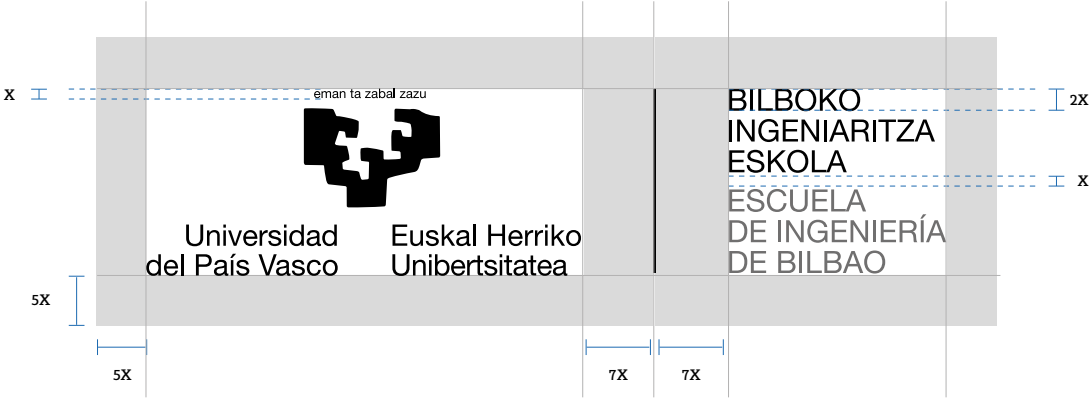 X
eman ta zabal zazu
Universidad
del País Vasco
Euskal Herriko
Unibertsitatea
BILBOKO
INGENIARITZA
ESKOLA
ESCUELA
DE INGENIERÍA
DE BILBAO
2X
X
5X
5X
7X
7X